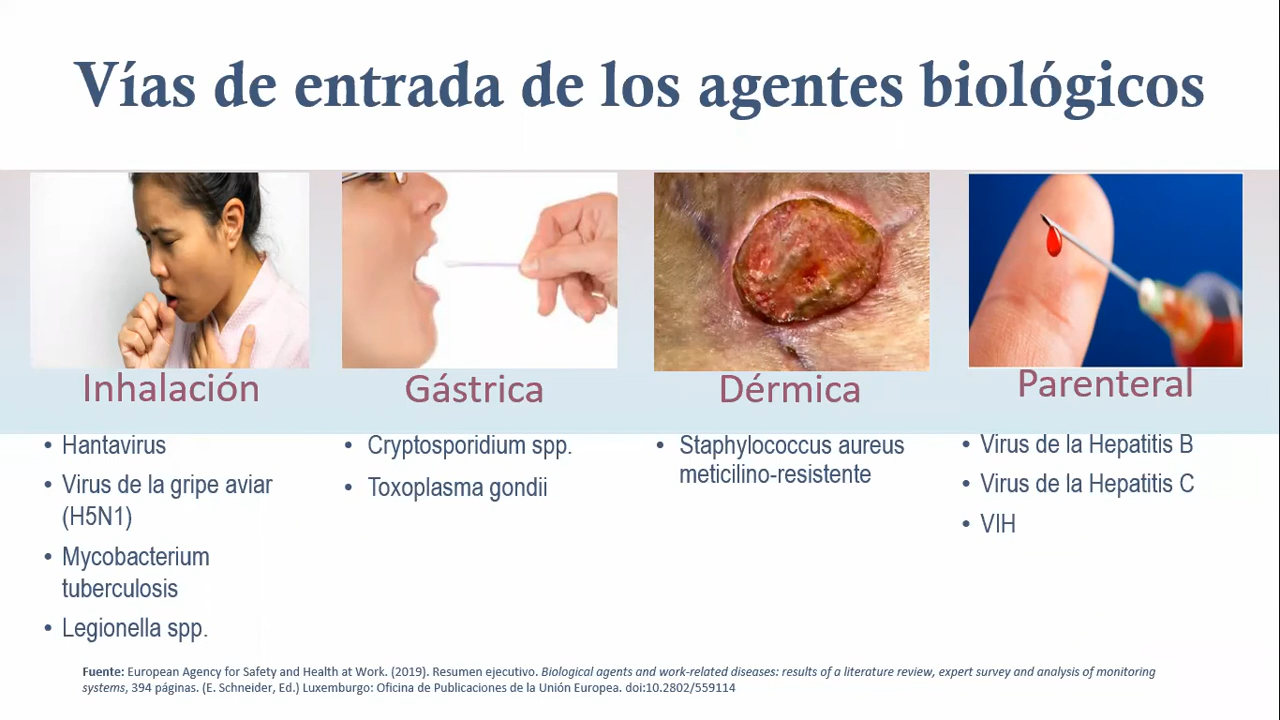 Vías de entrada de los agentes biológicos
Inhalación
• Hantavirus
• Virus de la gripe aviar
(H5N1)
• Mycobacterium
tuberculosis
• Legionella spp.
Gástrica
• Cryptosporidium spp.
• Toxoplasma gondii
Dérmica
• Staphylococcus aureus
meticilino-resistente
Parenteral
• Virus de la Hepatitis B
• Virus de la Hepatitis C
• VIH
Fuente: European Agency for Safety and Health at Work. (2019). Resumen ejecutivo. Biological agents and work-related diseases: results of a literature review, expert survey and analysis of monitoring
systems, 394 páginas. (E. Schneider, Ed.) Luxemburgo: Oficina de Publicaciones de la Unión Europea. doi:10.2802/559114